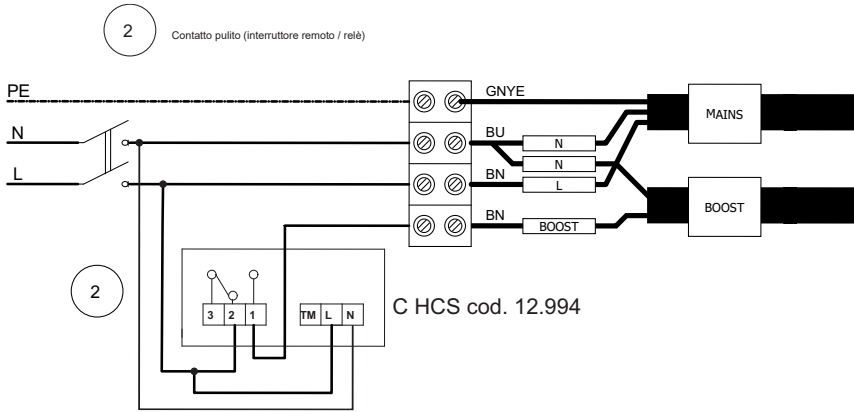 2
Contatto pulito (interruttore remoto / relè)
PE
GNYE
MAINS
N
BU
N
N
L
BN
L
BOOST
BN
BOOST
2
C HCS cod. 12.994
3 2 1
TM L N